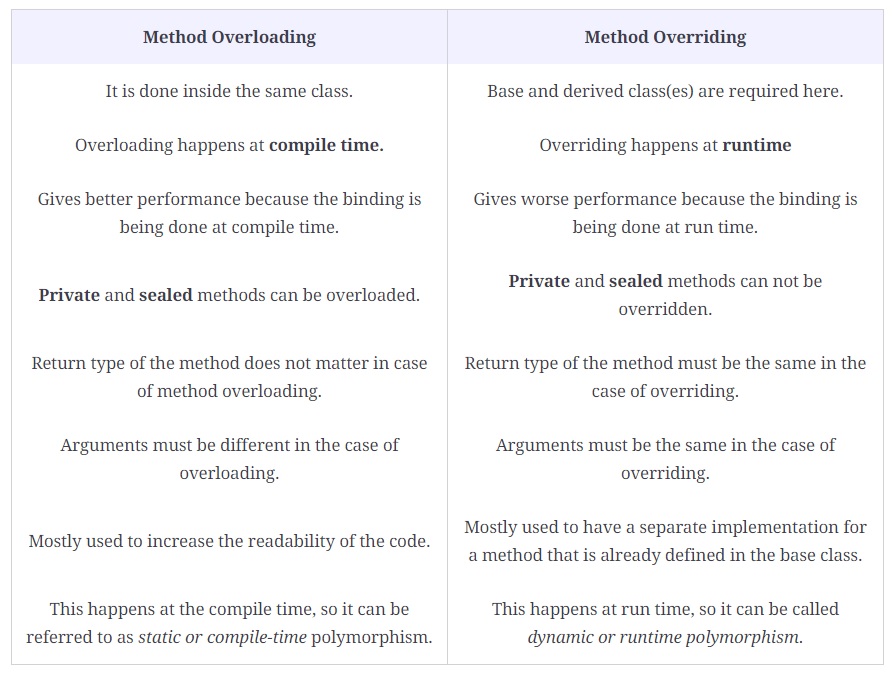 Method Overloading
Method Overriding
It is done inside the same class.
Base and derived class(es) are required here.
Overloading happens at compile time.
Overriding happens at runtime
Gives better performance because the binding is
being done at compile time.
Gives worse performance because the binding is
being done at run time.
Private and sealed methods can be overloaded.
Private and sealed methods can not be
overridden.
Return type of the method does not matter in case
of method overloading.
Return type of the method must be the same in the
case of overriding.
Arguments must be different in the case of
overloading.
Arguments must be the same in the case of
overriding.
Mostly used to increase the readability of the code.
Mostly used to have a separate implementation for
a method that is already defined in the base class.
This happens at the compile time, so it can be
referred to as static or compile-time polymorphism.
This happens at run time, so it can be called
dynamic or runtime polymorphism.